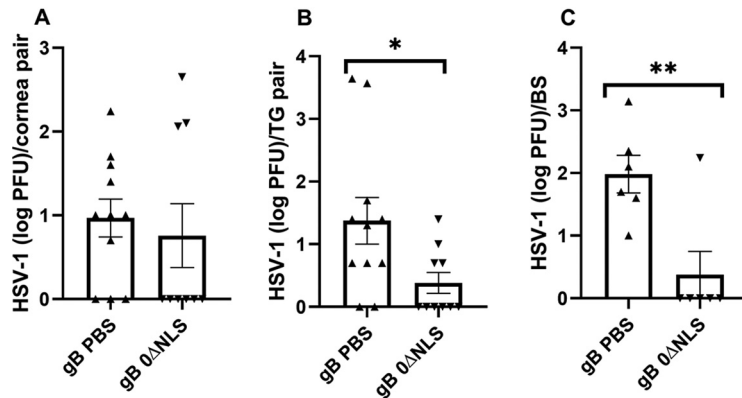 A
HSV-1 (log PFU)/cornea pair
3
2
1
0
gB PBS
gB 0ΔNLS
B
HSV-1 (log PFU)/TG pair
4
3
2
1
0
*
gB PBS
gB 0ΔNLS
C
HSV-1 (log PFU)/BS
4
3
2
1
0
**
gB PBS
gB 0ΔNLS